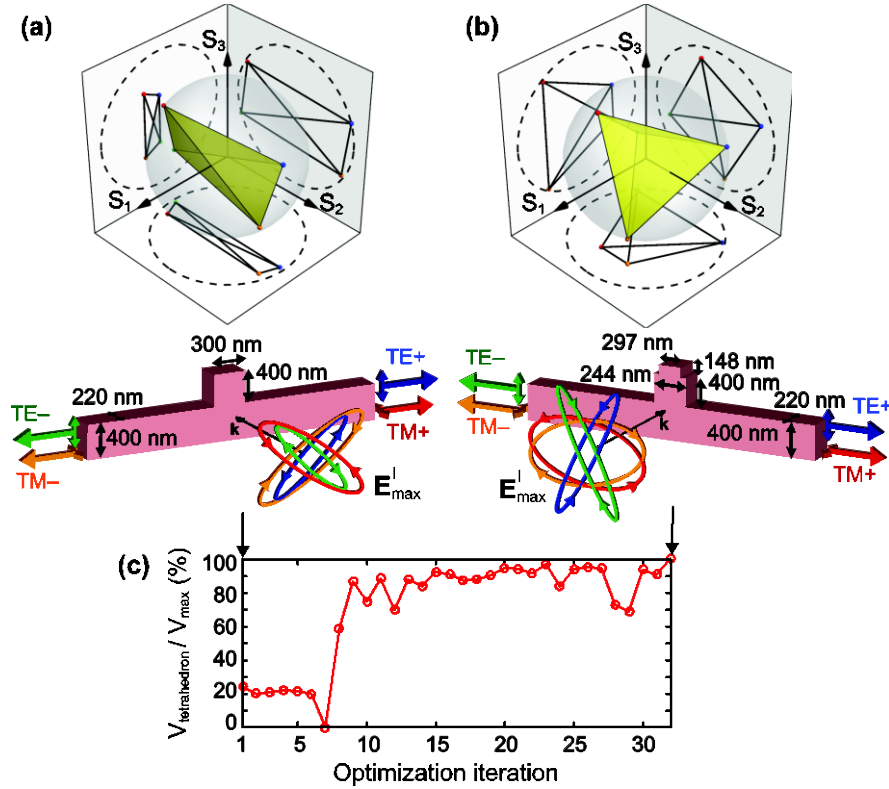 (a)
S₃
S₁
S₂
(b)
S₃
S₁
S₂
300 nm
400 nm
TE+
TE−
220 nm
400 nm
TM−
TM+
k
E^I_max
297 nm
148 nm
TE−
244 nm
400 nm
220 nm
TE+
TM−
400 nm
TM+
k
E^I_max
(c)
V_tetrahedron / V_max (%)
100
80
60
40
20
0
1 5 10 15 20 25 30
Optimization iteration